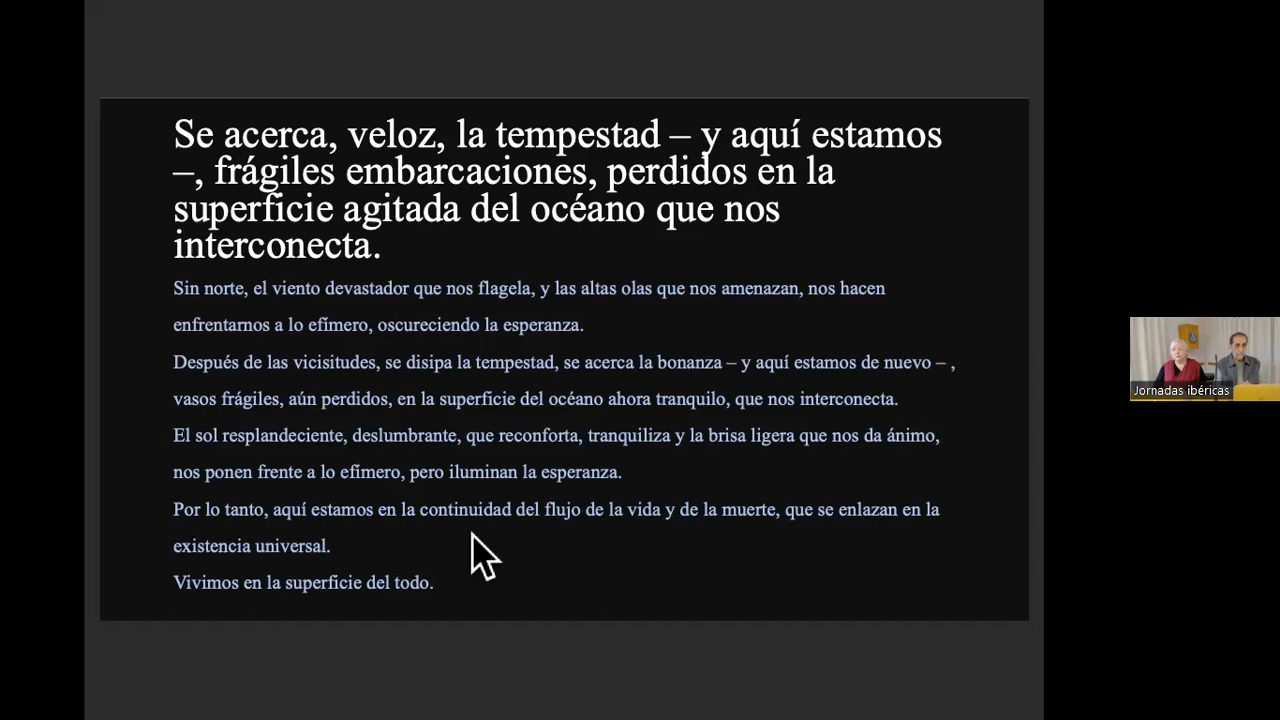 Se acerca, veloz, la tempestad – y aquí estamos
–, frágiles embarcaciones, perdidos en la
superficie agitada del océano que nos
interconecta.
Sin norte, el viento devastador que nos flagela, y las altas olas que nos amenazan, nos hacen
enfrentarnos a lo efímero, oscureciendo la esperanza.
Después de las vicisitudes, se disipa la tempestad, se acerca la bonanza – y aquí estamos de nuevo – ,
vasos frágiles, aún perdidos, en la superficie del océano ahora tranquilo, que nos interconecta.
El sol resplandeciente, deslumbrante, que reconforta, tranquiliza y la brisa ligera que nos da ánimo,
nos ponen frente a lo efímero, pero iluminan la esperanza.
Por lo tanto, aquí estamos en la continuidad del flujo de la vida y de la muerte, que se enlazan en la
existencia universal.
Vivimos en la superficie del todo.
Jornadas ibéricas